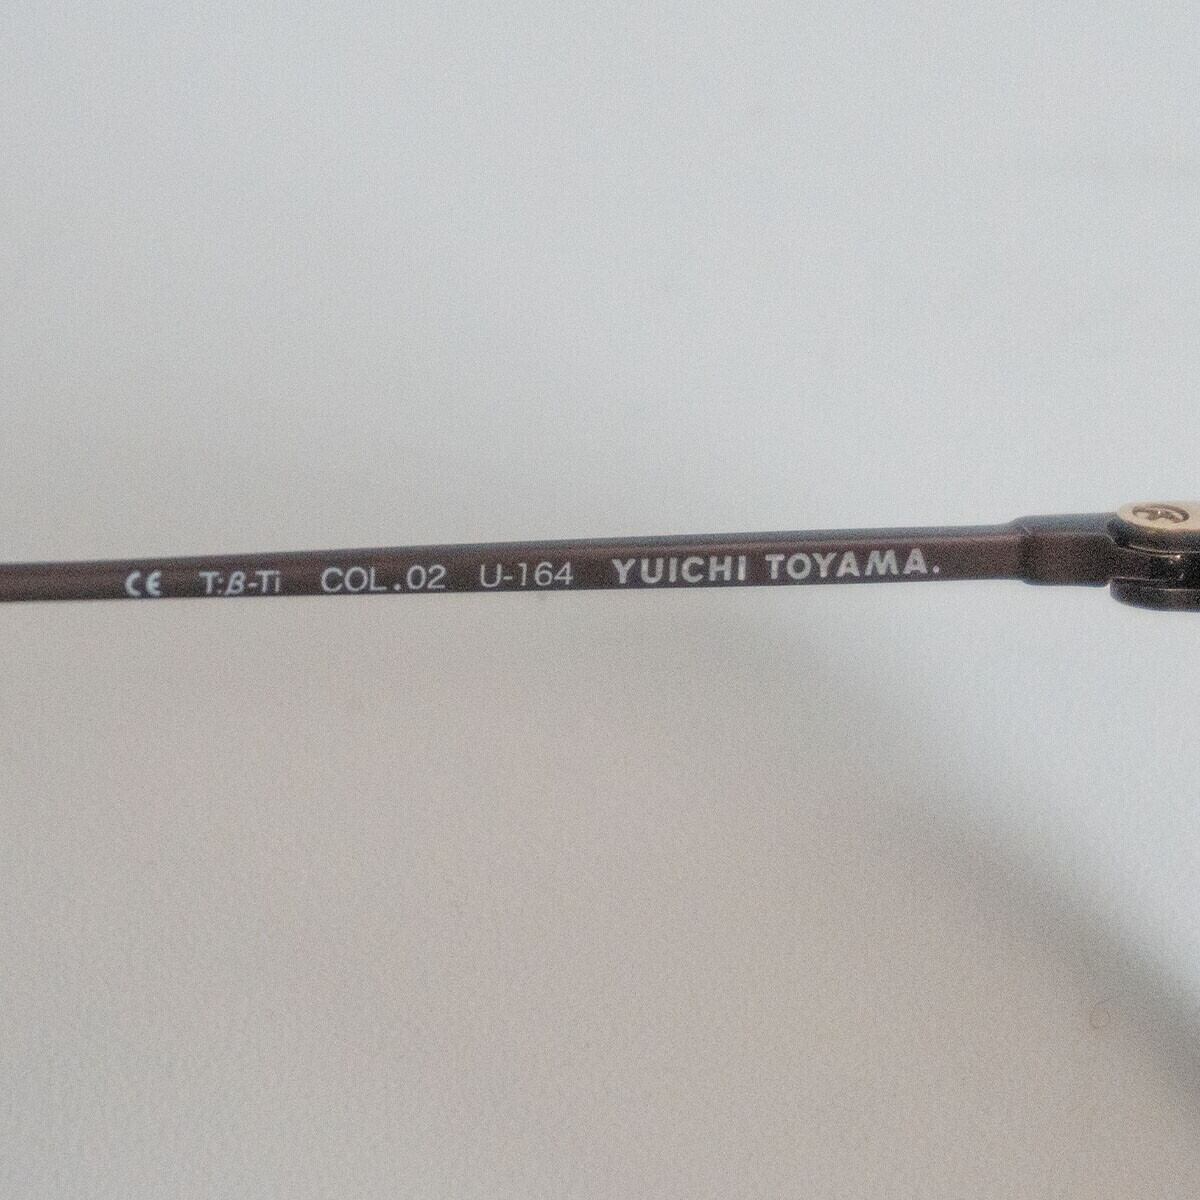 CE T:β-Ti COL.02 U-164 YUICHI TOYAMA.